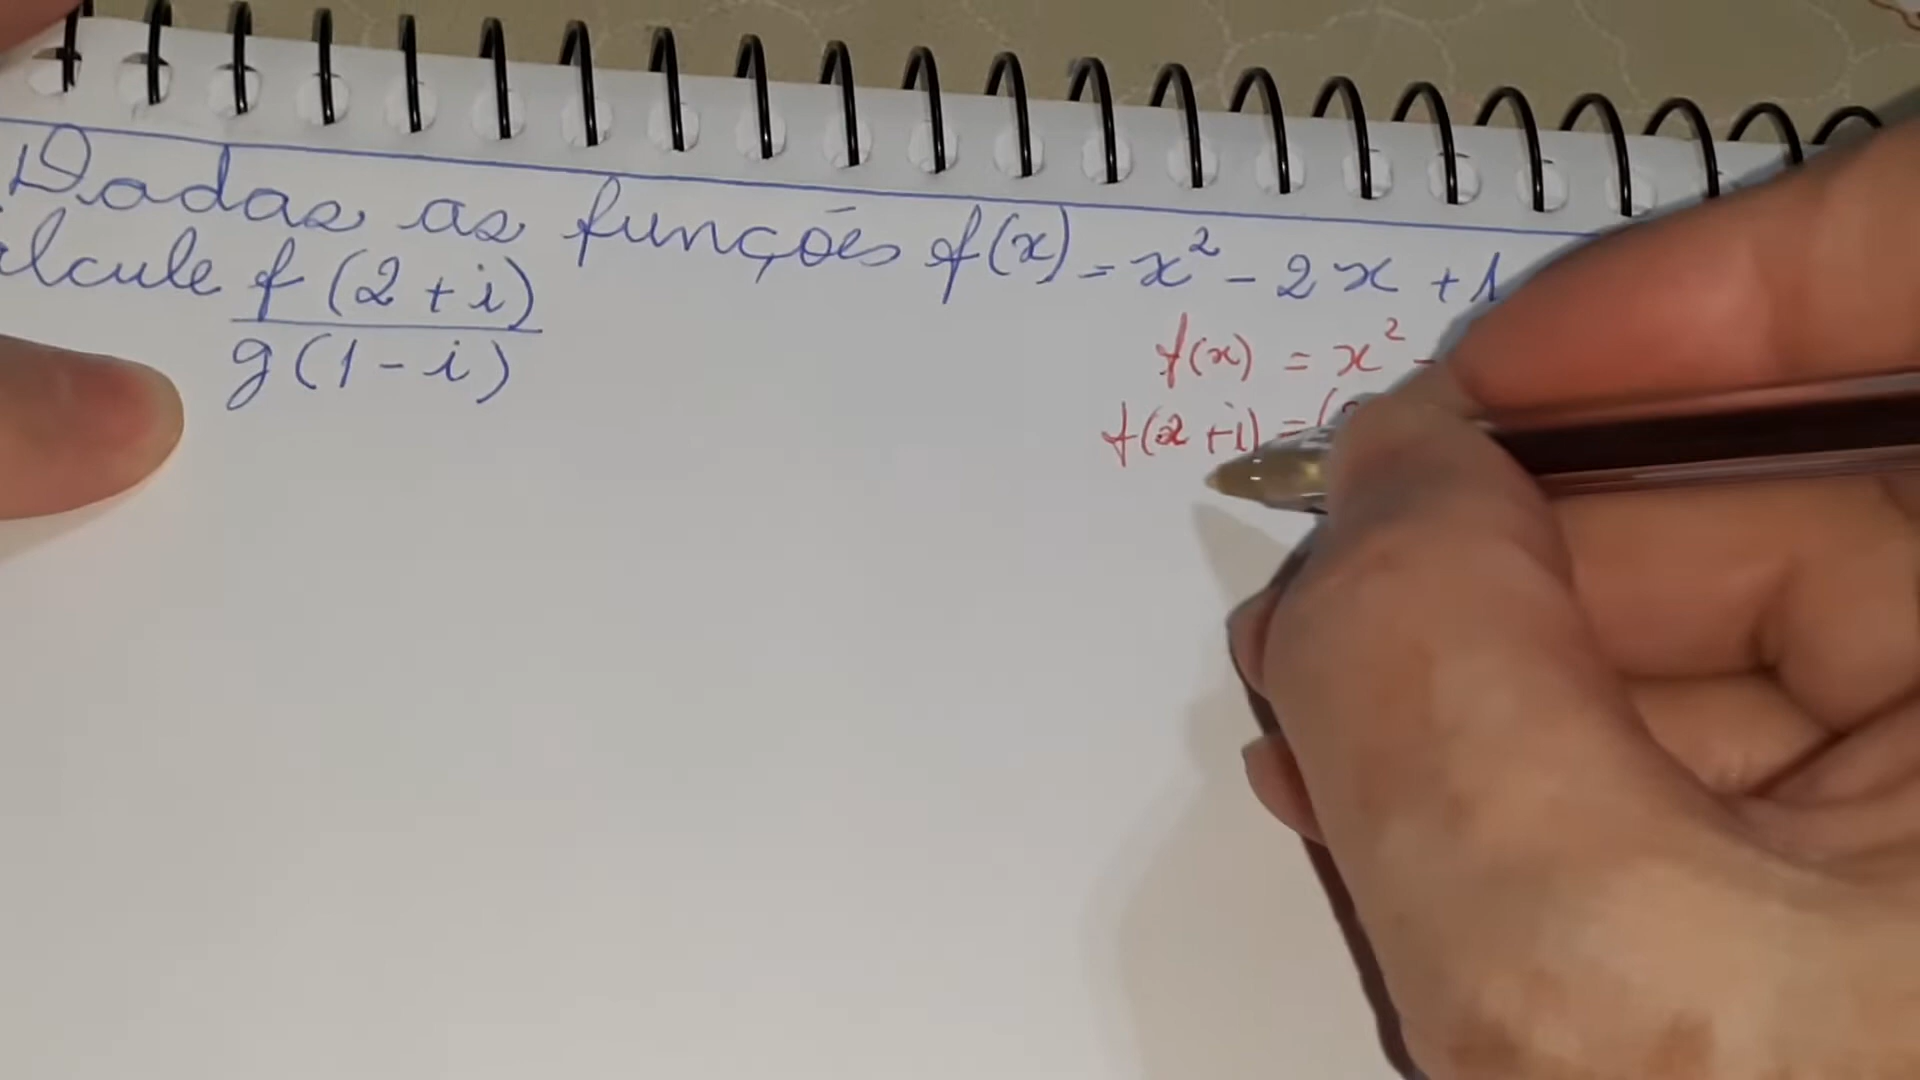 Dadas as funções f(x) = x² - 2x + 1
lcule f(2 + i)
g(1 - i)
f(x) = x² -
f(2 + i) = (